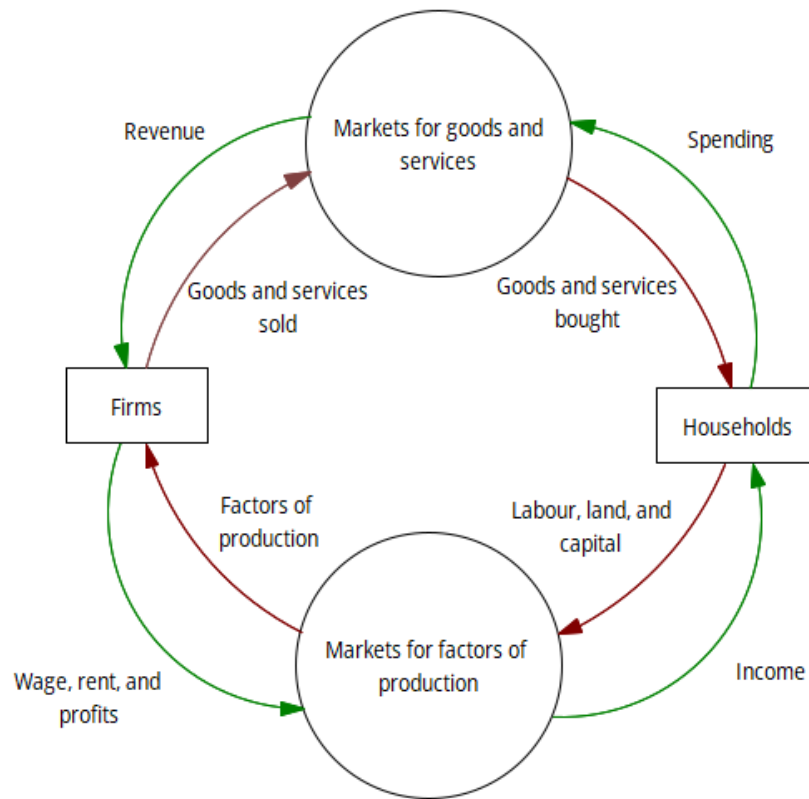 Markets for goods and
services
Revenue
Spending
Goods and services
sold
Goods and services
bought
Firms
Households
Factors of
production
Labour, land, and
capital
Markets for factors of
production
Wage, rent, and
profits
Income